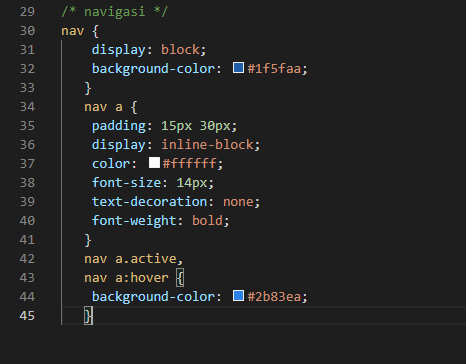 29 /* navigasi */
30 nav {
31 display: block;
32 background-color: #1f5faa;
33 }
34 nav a {
35 padding: 15px 30px;
36 display: inline-block;
37 color: #ffffff;
38 font-size: 14px;
39 text-decoration: none;
40 font-weight: bold;
41 }
42 nav a.active,
43 nav a:hover {
44 background-color: #2b83ea;
45 }